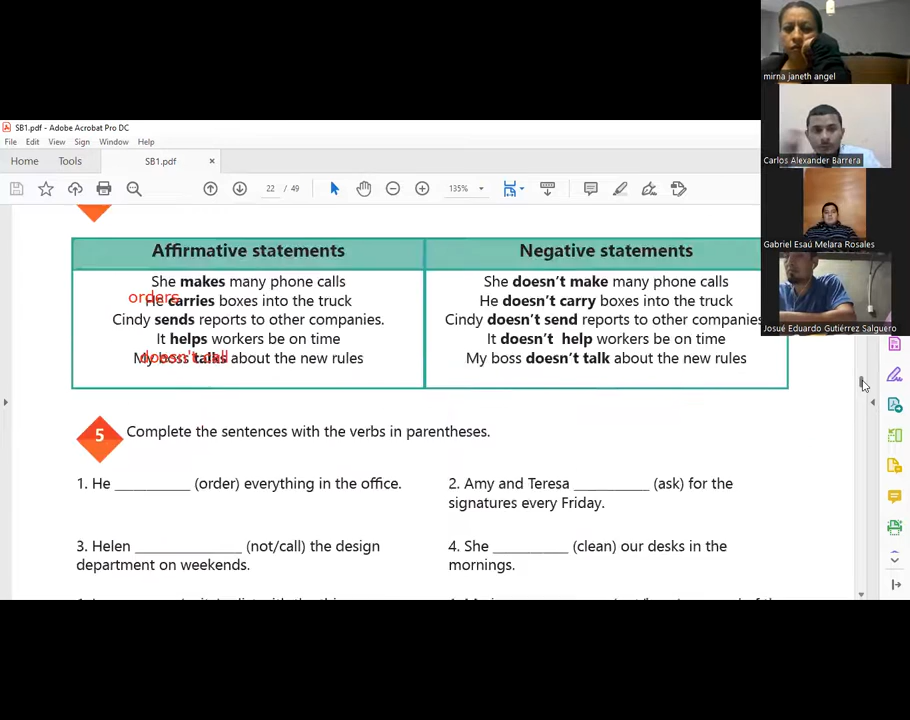 mirna janeth angel
Carlos Alexander Barrera
Gabriel Esaú Melara Rosales
Josué Eduardo Gutiérrez Salguero
SB1.pdf - Adobe Acrobat Pro DC
File Edit View Sign Window Help
Home Tools SB1.pdf ×
22 / 49 135%
Affirmative statements
She makes many phone calls
orders
He carries boxes into the truck
Cindy sends reports to other companies.
It helps workers be on time
My boss talks about the new rules
doesn't call
Negative statements
She doesn't make many phone calls
He doesn't carry boxes into the truck
Cindy doesn't send reports to other companies
It doesn't help workers be on time
My boss doesn't talk about the new rules
5 Complete the sentences with the verbs in parentheses.
1. He _________ (order) everything in the office.
2. Amy and Teresa _________ (ask) for the
signatures every Friday.
3. Helen _____________ (not/call) the design
department on weekends.
4. She _________ (clean) our desks in the
mornings.